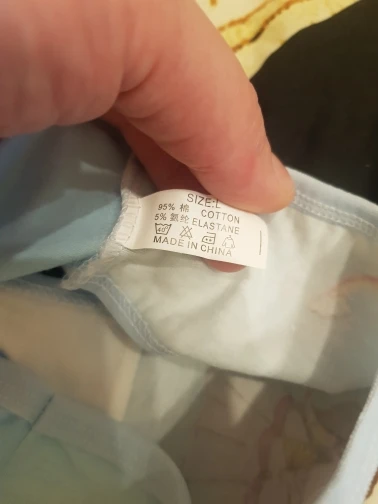 SIZE:L
95% 棉 COTTON
5% 氨纶 ELASTANE
MADE IN CHINA